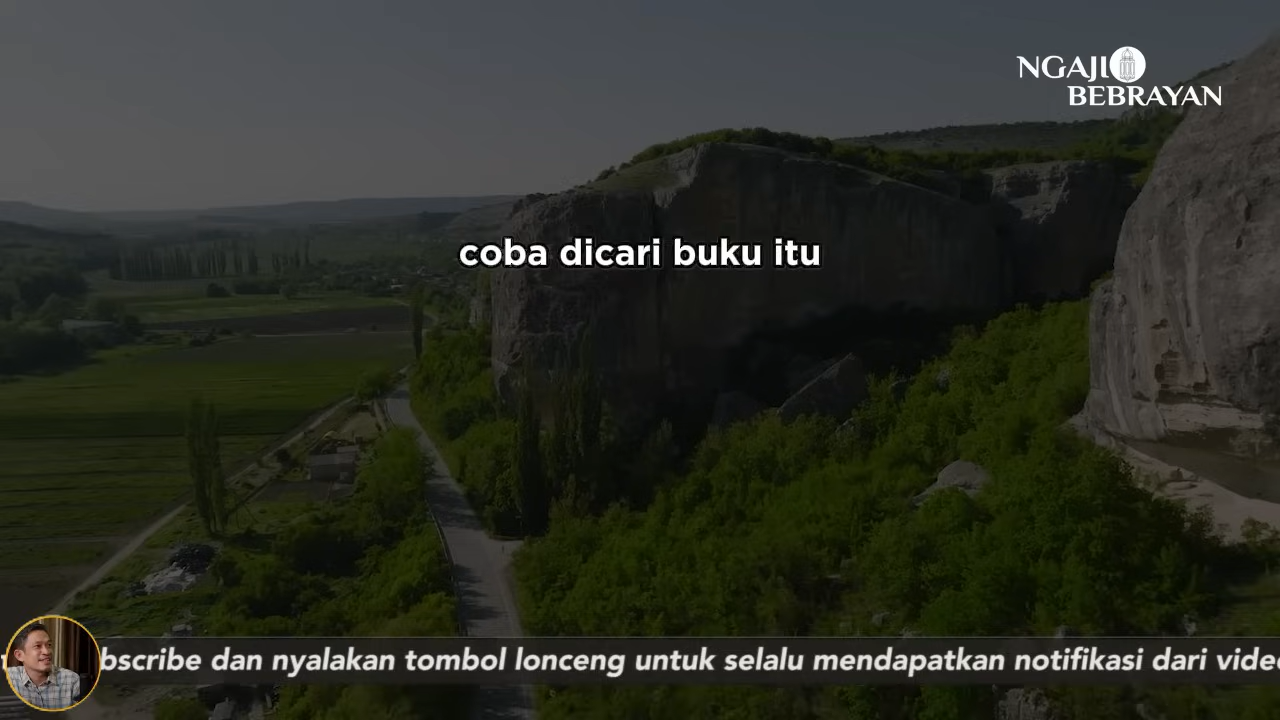 NGAJI
BEBRAYAN
coba dicari buku itu
bscribe dan nyalakan tombol lonceng untuk selalu mendapatkan notifikasi dari vide